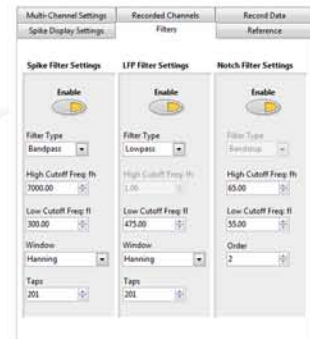 Multi-Channel Settings Recorded Channels Record Data
Spike Display Settings Filters Reference
Spike Filter Settings
Enable
Filter Type
Bandpass
High Cutoff Freq: fh
7000.00
Low Cutoff Freq: fl
300.00
Window
Hanning
Taps
201
LFP Filter Settings
Enable
Filter Type
Lowpass
High Cutoff Freq: fh
1.00
Low Cutoff Freq: fl
475.00
Window
Hanning
Taps
201
Notch Filter Settings
Enable
Filter Type
Bandstop
High Cutoff Freq: fh
65.00
Low Cutoff Freq: fl
55.00
Order
2